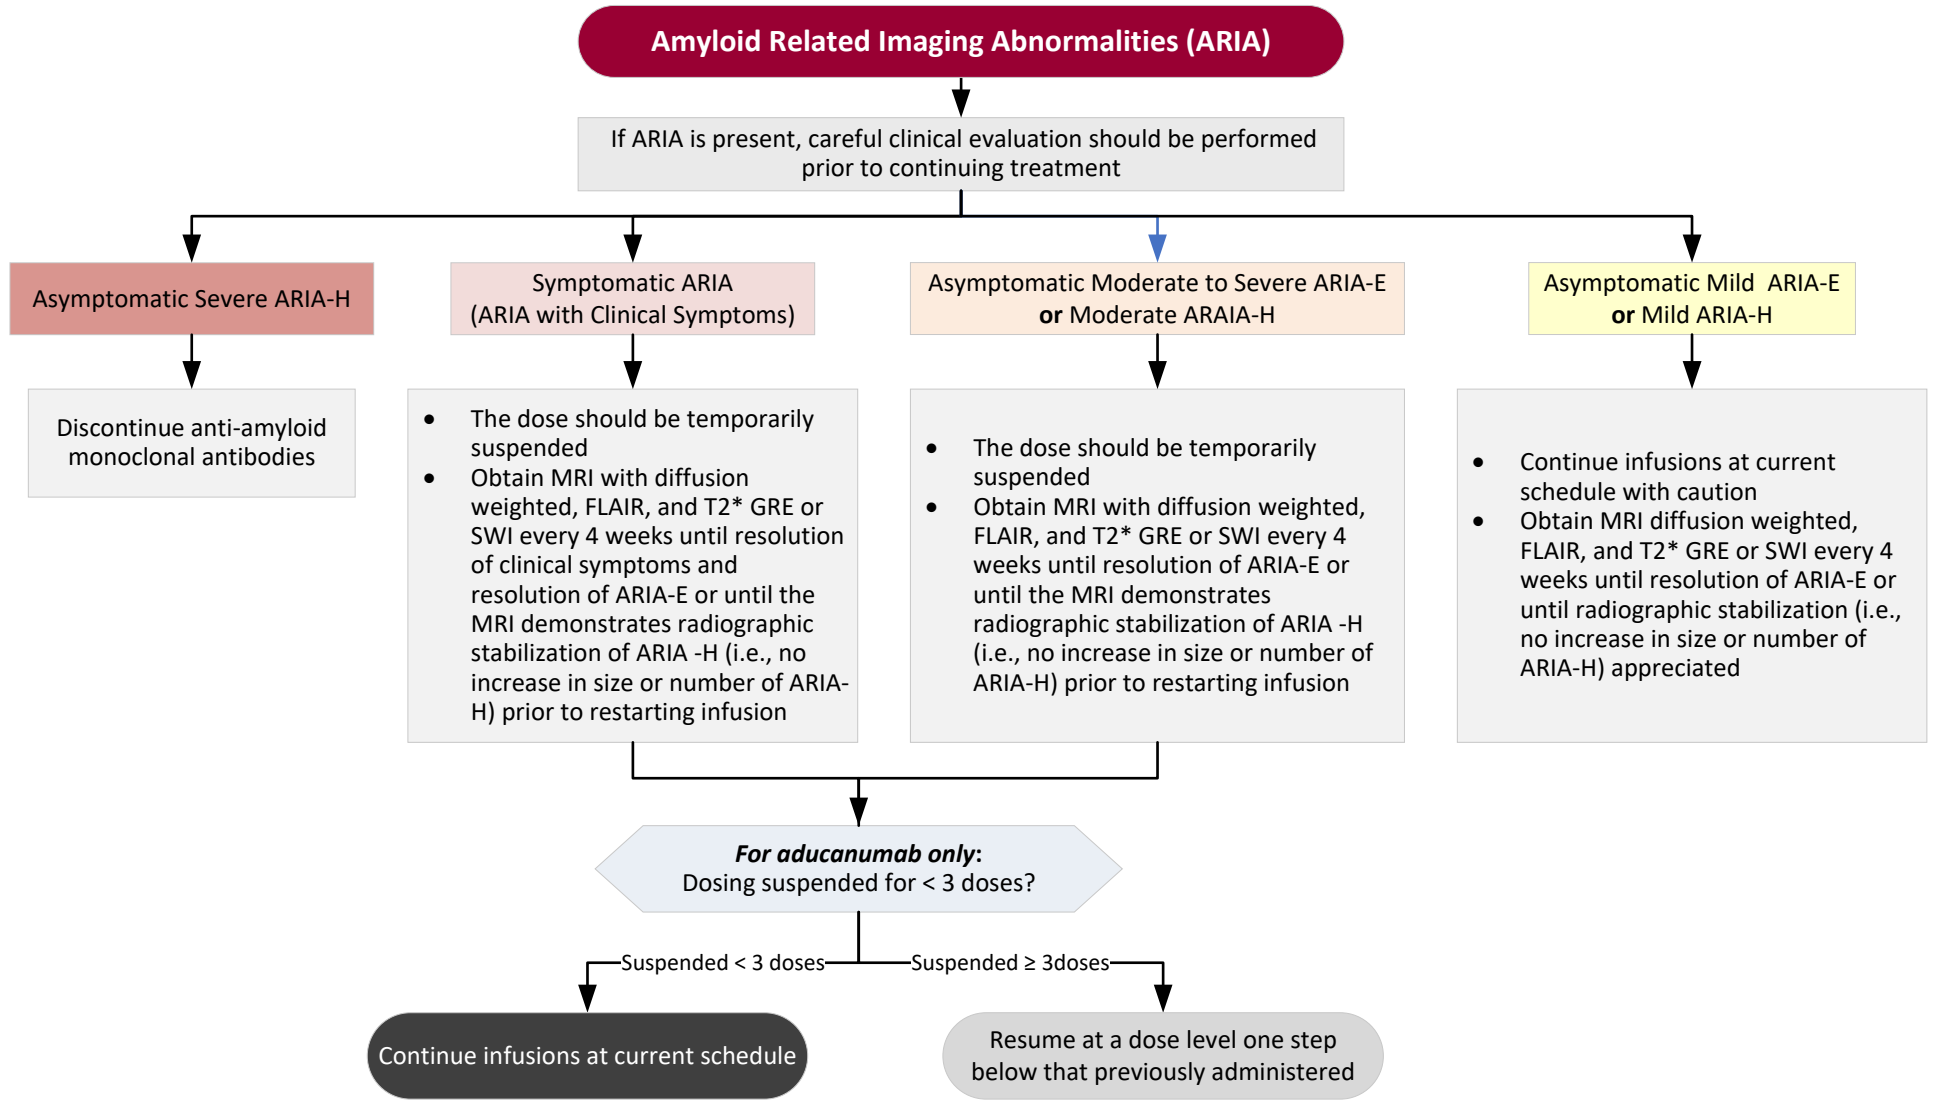 Amyloid Related Imaging Abnormalities (ARIA)
If ARIA is present, careful clinical evaluation should be performed
prior to continuing treatment
Asymptomatic Severe ARIA-H
Discontinue anti-amyloid
monoclonal antibodies
Symptomatic ARIA
(ARIA with Clinical Symptoms)
• The dose should be temporarily
suspended
• Obtain MRI with diffusion
weighted, FLAIR, and T2* GRE or
SWI every 4 weeks until resolution
of clinical symptoms and
resolution of ARIA-E or until the
MRI demonstrates radiographic
stabilization of ARIA -H (i.e., no
increase in size or number of ARIA-
H) prior to restarting infusion
Asymptomatic Moderate to Severe ARIA-E
or Moderate ARAIA-H
• The dose should be temporarily
suspended
• Obtain MRI with diffusion weighted,
FLAIR, and T2* GRE or SWI every 4
weeks until resolution of ARIA-E or
until the MRI demonstrates
radiographic stabilization of ARIA -H
(i.e., no increase in size or number of
ARIA-H) prior to restarting infusion
Asymptomatic Mild  ARIA-E
or Mild ARIA-H
• Continue infusions at current
schedule with caution
• Obtain MRI diffusion weighted,
FLAIR, and T2* GRE or SWI every 4
weeks until resolution of ARIA-E or
until radiographic stabilization (i.e.,
no increase in size or number of
ARIA-H) appreciated
For aducanumab only:
Dosing suspended for < 3 doses?
Suspended < 3 doses
Suspended ≥ 3doses
Continue infusions at current schedule
Resume at a dose level one step
below that previously administered